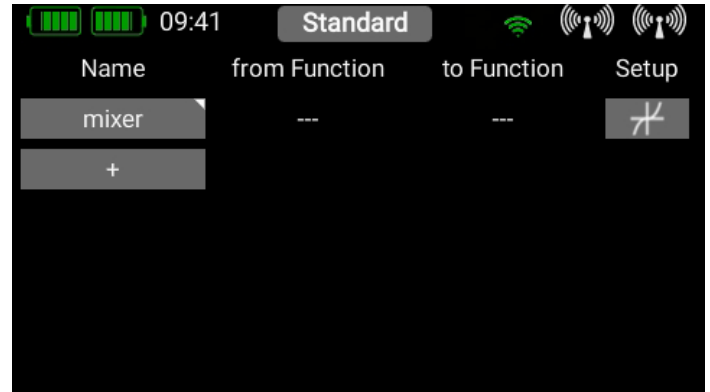 09:41 Standard
Name from Function to Function Setup
mixer --- ---
+